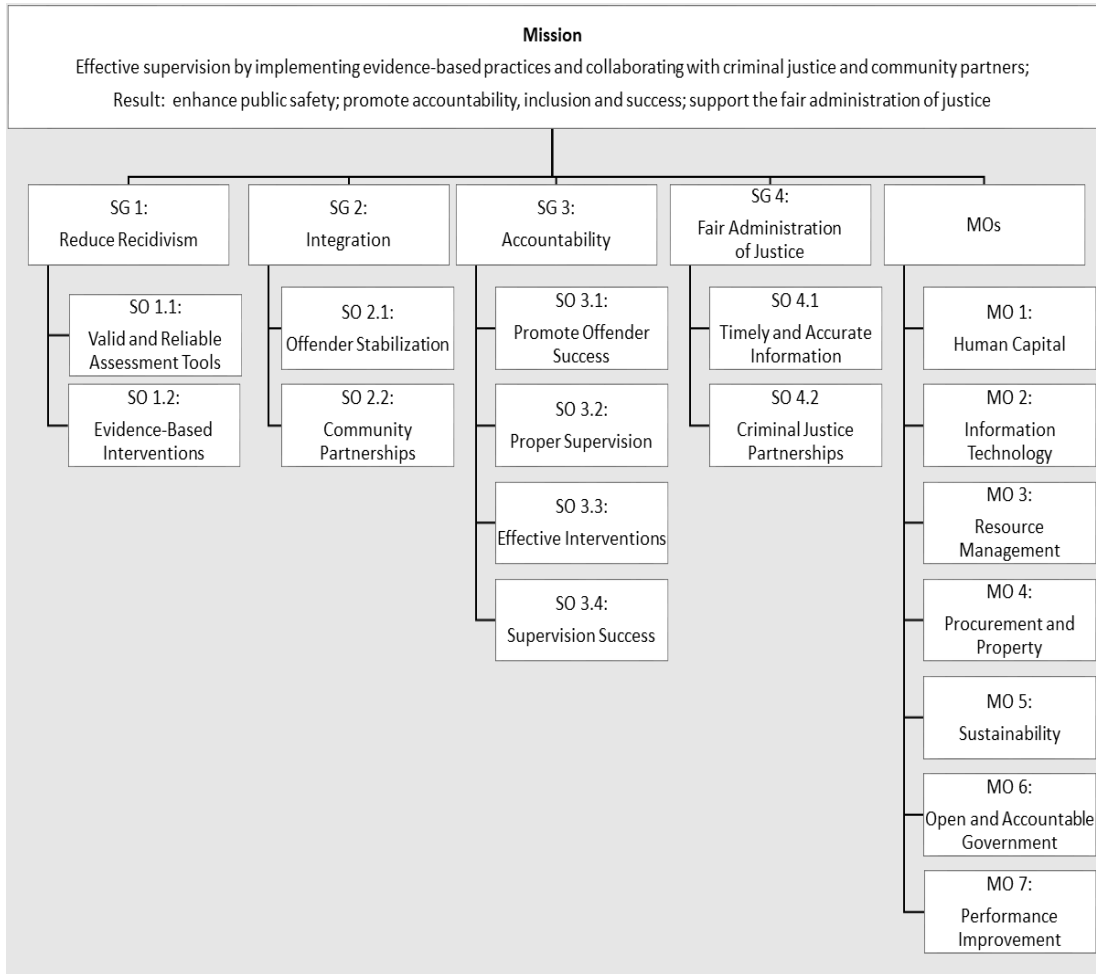 Mission
Effective supervision by implementing evidence-based practices and collaborating with criminal justice and community partners;
Result: enhance public safety; promote accountability, inclusion and success; support the fair administration of justice
SG 1:
Reduce Recidivism
SO 1.1:
Valid and Reliable
Assessment Tools
SO 1.2:
Evidence-Based
Interventions
SG 2:
Integration
SO 2.1:
Offender Stabilization
SO 2.2:
Community
Partnerships
SG 3:
Accountability
SO 3.1:
Promote Offender
Success
SO 3.2:
Proper Supervision
SO 3.3:
Effective Interventions
SO 3.4:
Supervision Success
SG 4:
Fair Administration
of Justice
SO 4.1
Timely and Accurate
Information
SO 4.2
Criminal Justice
Partnerships
MOs
MO 1:
Human Capital
MO 2:
Information
Technology
MO 3:
Resource
Management
MO 4:
Procurement and
Property
MO 5:
Sustainability
MO 6:
Open and Accountable
Government
MO 7:
Performance
Improvement